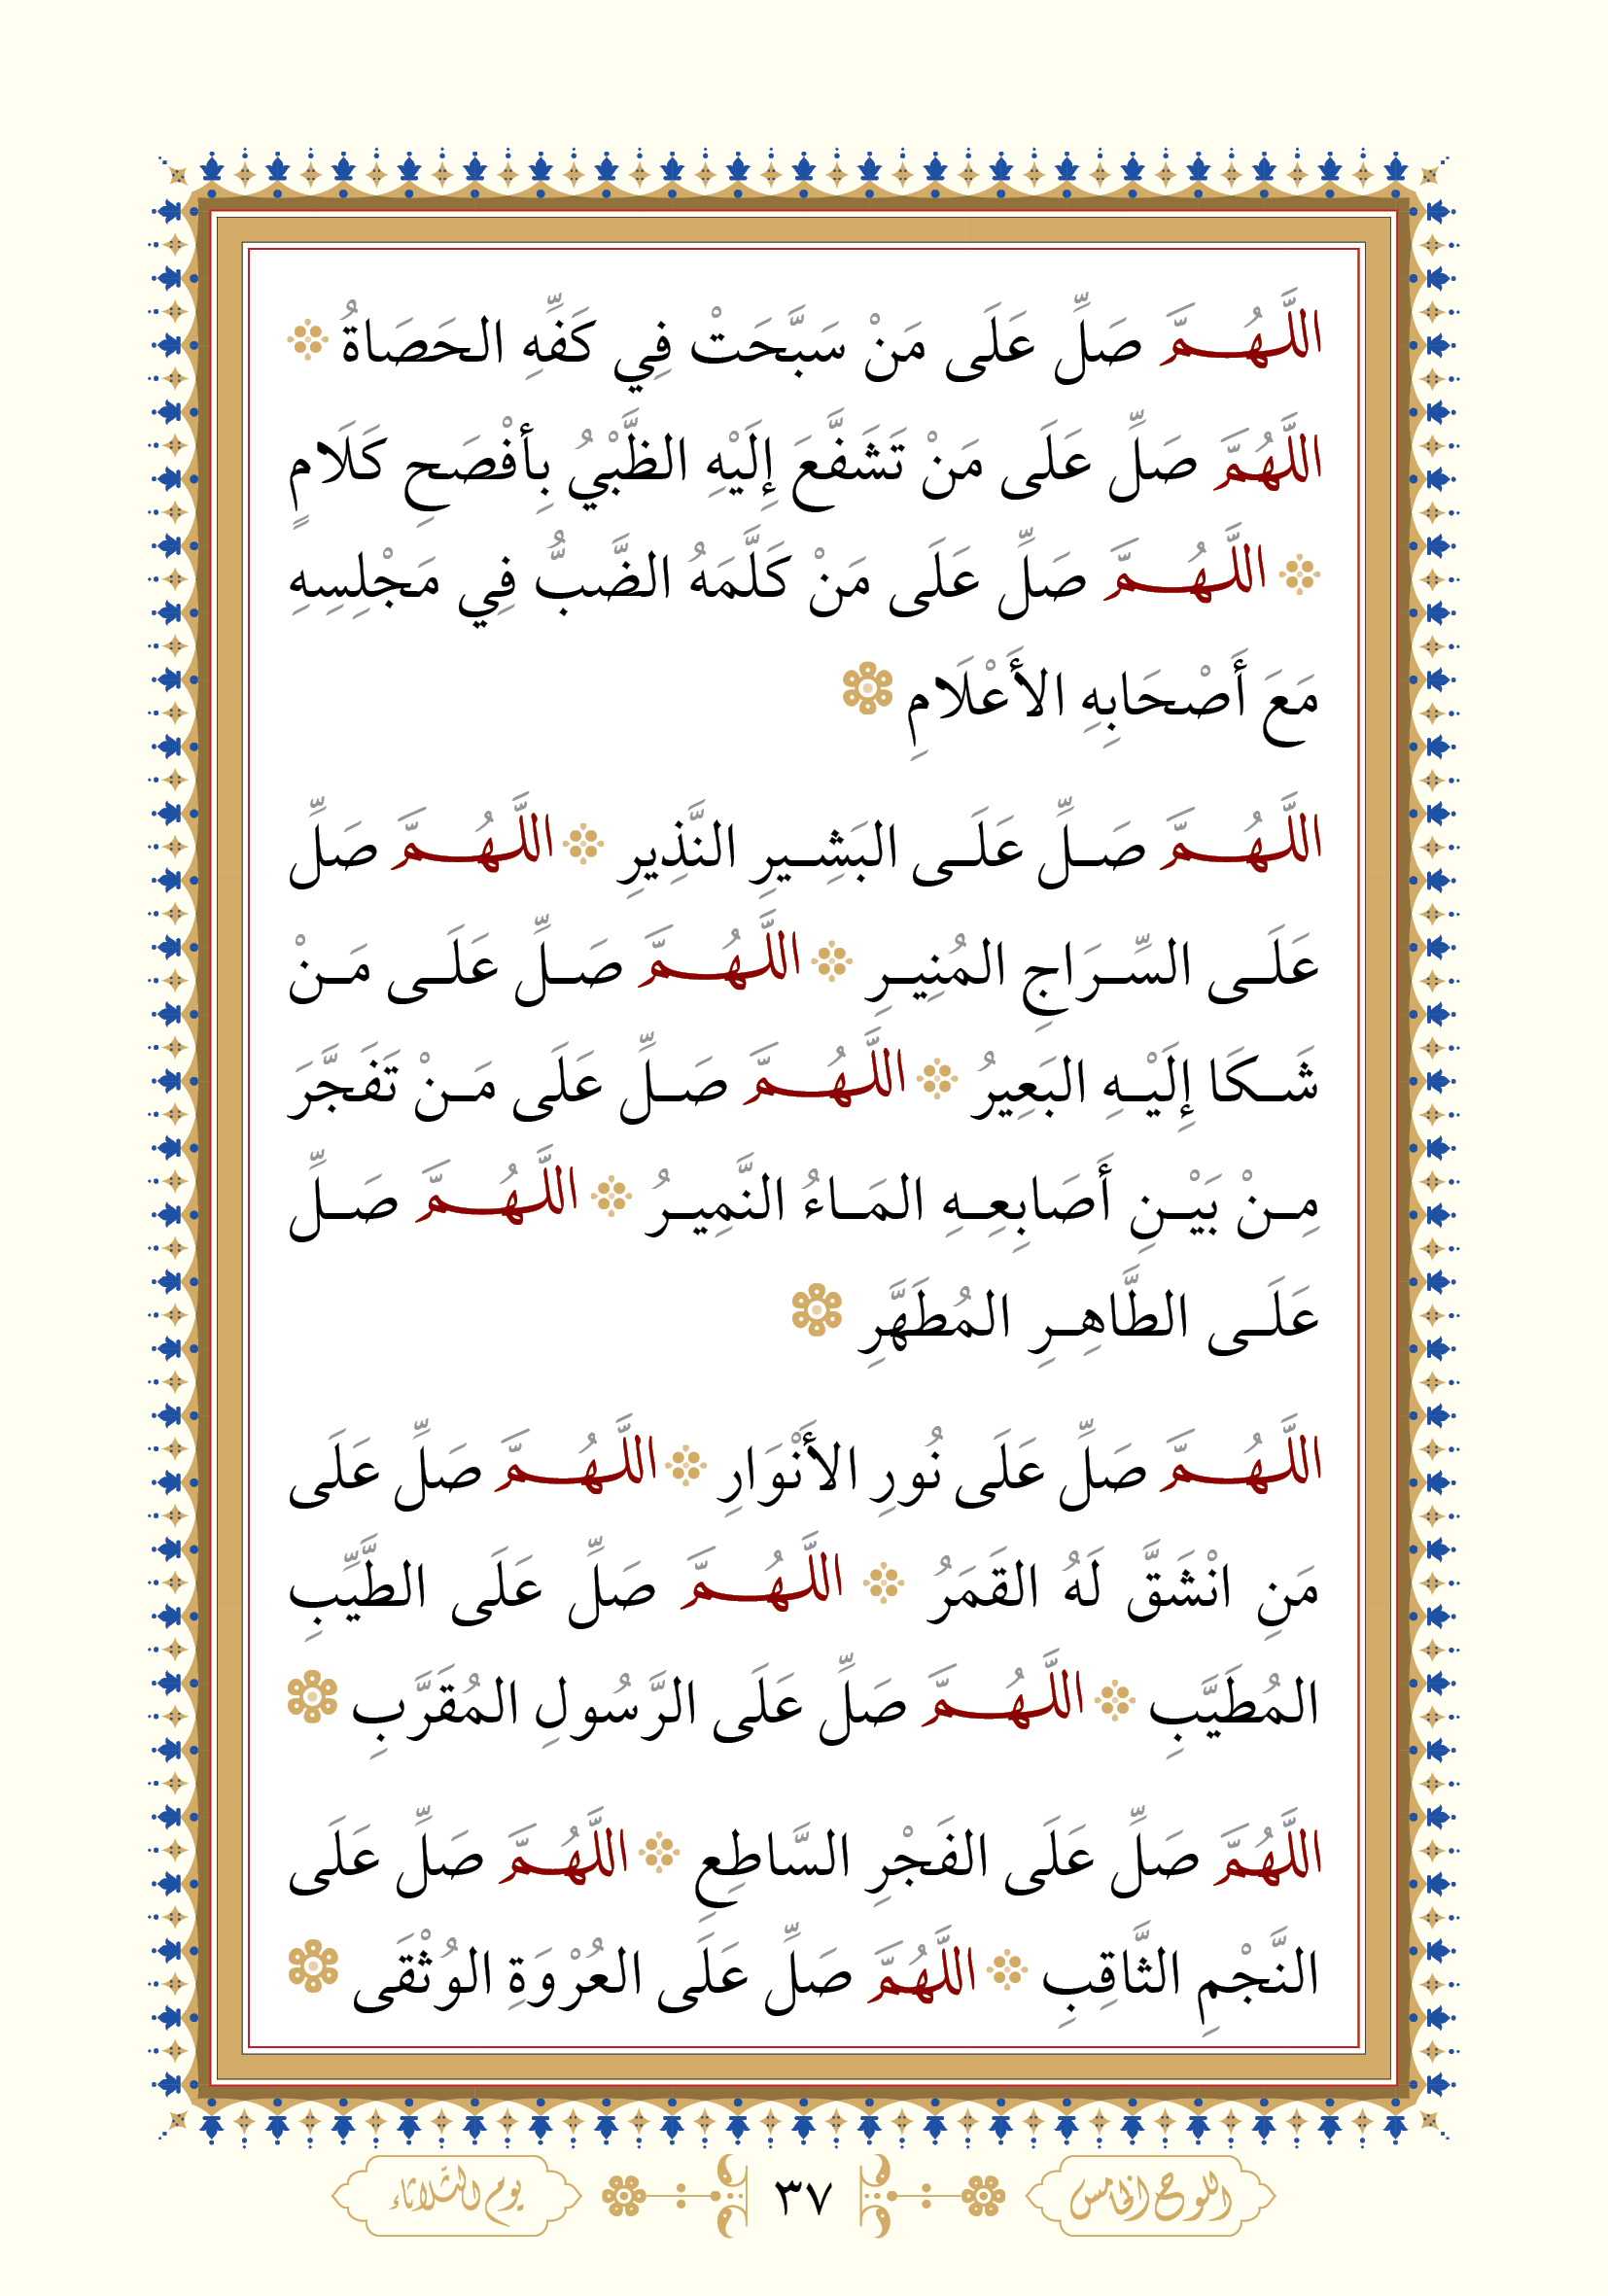 اللَّهُمَّ صَلِّ عَلَى مَنْ سَبَّحَتْ فِي كَفِّهِ الحَصَاةُ
اللَّهُمَّ صَلِّ عَلَى مَنْ تَشَفَّعَ إِلَيْهِ الظَّبْيُ بِأفْصَحِ كَلَامٍ
اللَّهُمَّ صَلِّ عَلَى مَنْ كَلَّمَهُ الضَّبُّ فِي مَجْلِسِهِ
مَعَ أَصْحَابِهِ الأَعْلَامِ
اللَّهُمَّ صَلِّ عَلَى البَشِيرِ النَّذِيرِ اللَّهُمَّ صَلِّ
عَلَى السِّرَاجِ المُنِيرِ اللَّهُمَّ صَلِّ عَلَى مَنْ
شَكَا إِلَيْهِ البَعِيرُ اللَّهُمَّ صَلِّ عَلَى مَنْ تَفَجَّرَ
مِنْ بَيْنِ أَصَابِعِهِ المَاءُ النَّمِيرُ اللَّهُمَّ صَلِّ
عَلَى الطَّاهِرِ المُطَهَّرِ
اللَّهُمَّ صَلِّ عَلَى نُورِ الأَنْوَارِ اللَّهُمَّ صَلِّ عَلَى
مَنِ انْشَقَّ لَهُ القَمَرُ اللَّهُمَّ صَلِّ عَلَى الطَّيِّبِ
المُطَيَّبِ اللَّهُمَّ صَلِّ عَلَى الرَّسُولِ المُقَرَّبِ
اللَّهُمَّ صَلِّ عَلَى الفَجْرِ السَّاطِعِ اللَّهُمَّ صَلِّ عَلَى
النَّجْمِ الثَّاقِبِ اللَّهُمَّ صَلِّ عَلَى العُرْوَةِ الوُثْقَى
اللوح الخامس ٣٧ يوم الثلاثاء